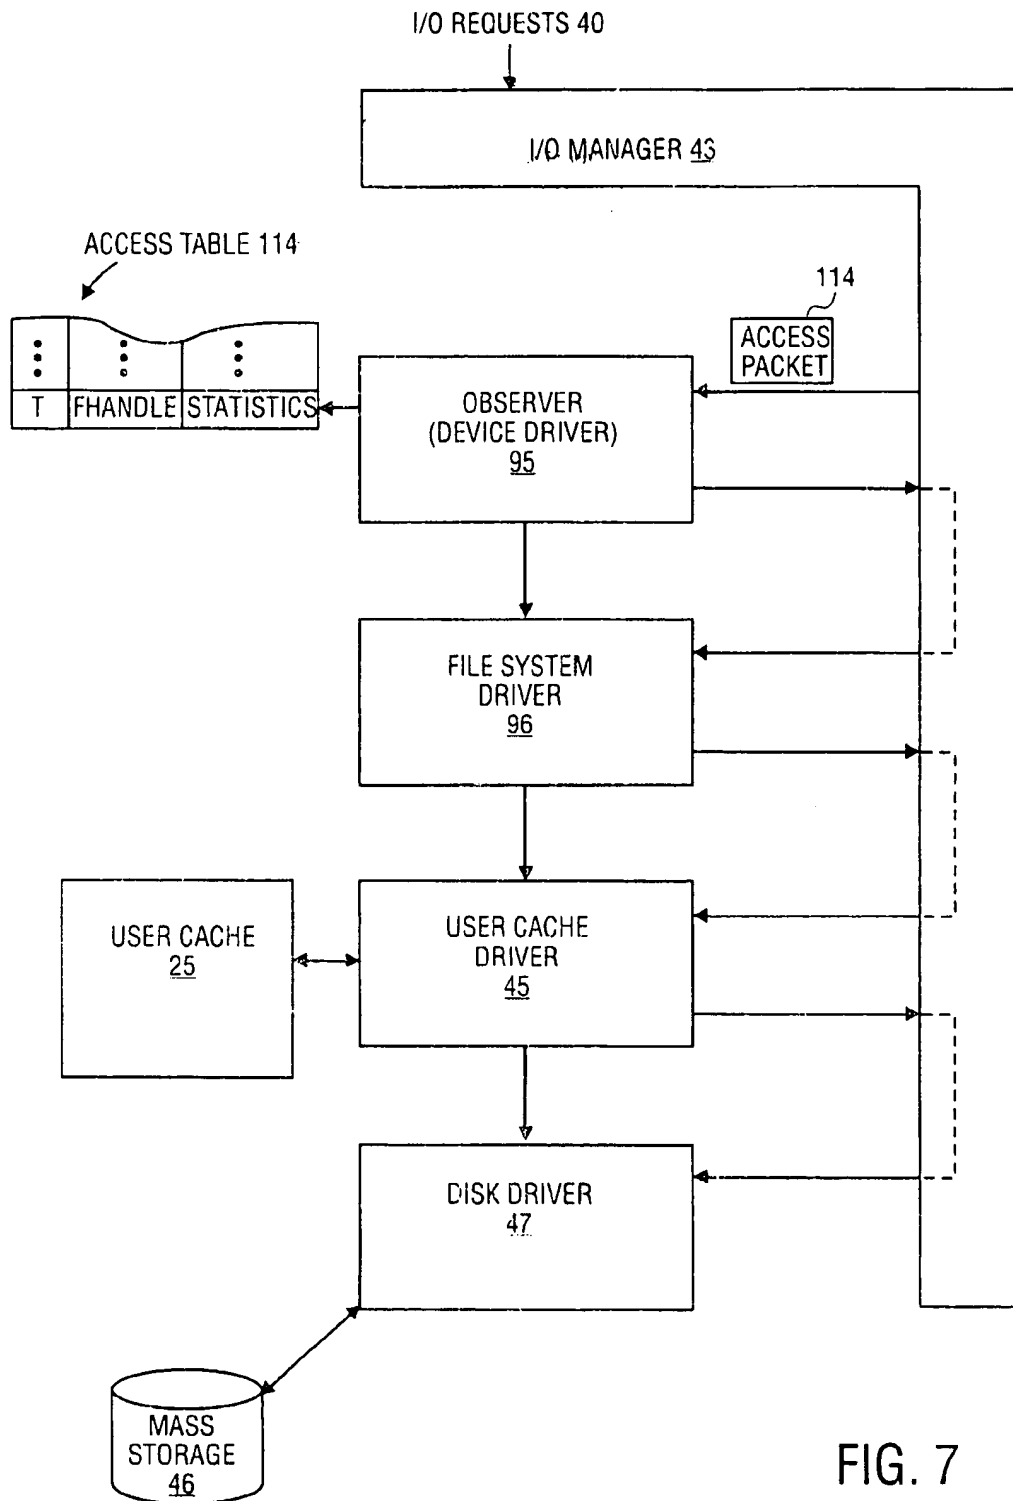 I/O REQUESTS 40
I/O MANAGER 43
ACCESS TABLE 114
114
ACCESS
PACKET
T FHANDLE STATISTICS
OBSERVER
(DEVICE DRIVER)
95
FILE SYSTEM
DRIVER
96
USER CACHE
25
USER CACHE
DRIVER
45
DISK DRIVER
47
MASS
STORAGE
46
FIG. 7